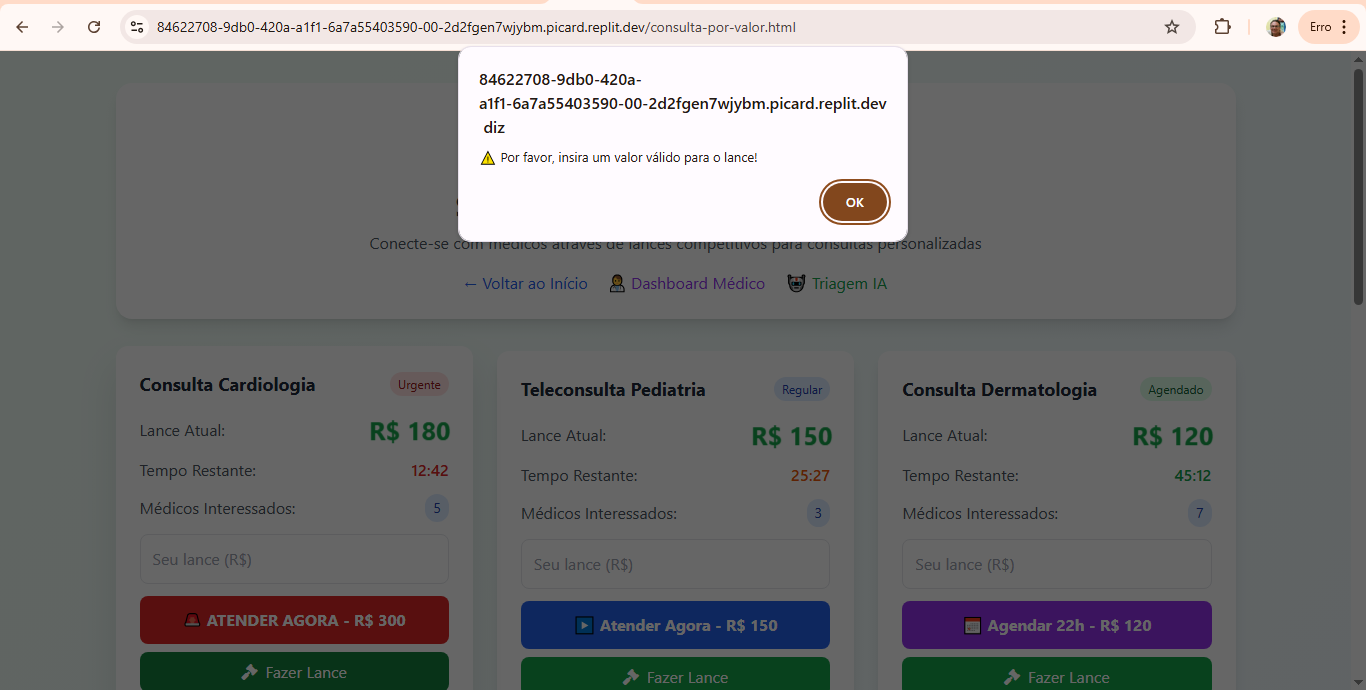 84622708-9db0-420a-a1f1-6a7a55403590-00-2d2fgen7wjybm.picard.replit.dev/consulta-por-valor.html
Erro
84622708-9db0-420a-
a1f1-6a7a55403590-00-2d2fgen7wjybm.picard.replit.dev
diz
⚠ Por favor, insira um valor válido para o lance!
OK
Conecte-se com médicos através de lances competitivos para consultas personalizadas
← Voltar ao Início
Dashboard Médico
Triagem IA
Consulta Cardiologia
Urgente
Lance Atual:
R$ 180
Tempo Restante:
12:42
Médicos Interessados:
5
Seu lance (R$)
ATENDER AGORA - R$ 300
Fazer Lance
Teleconsulta Pediatria
Regular
Lance Atual:
R$ 150
Tempo Restante:
25:27
Médicos Interessados:
3
Seu lance (R$)
Atender Agora - R$ 150
Fazer Lance
Consulta Dermatologia
Agendado
Lance Atual:
R$ 120
Tempo Restante:
45:12
Médicos Interessados:
7
Seu lance (R$)
Agendar 22h - R$ 120
Fazer Lance